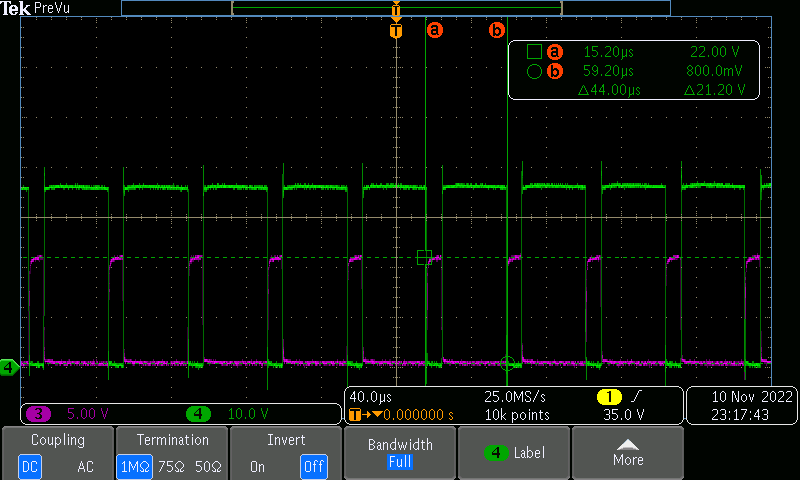 Tek PreVu
T
T a b
a 15.20µs 22.00 V
b 59.20µs 800.0mV
△44.00µs △21.20 V
4
3 5.00 V 4 10.0 V
40.0µs 25.0MS/s 1 35.0 V
T→▼0.000000 s 10k points
10 Nov 2022
23:17:43
Coupling
DC AC
Termination
1MΩ 75Ω 50Ω
Invert
On Off
Bandwidth
Full
4 Label
More